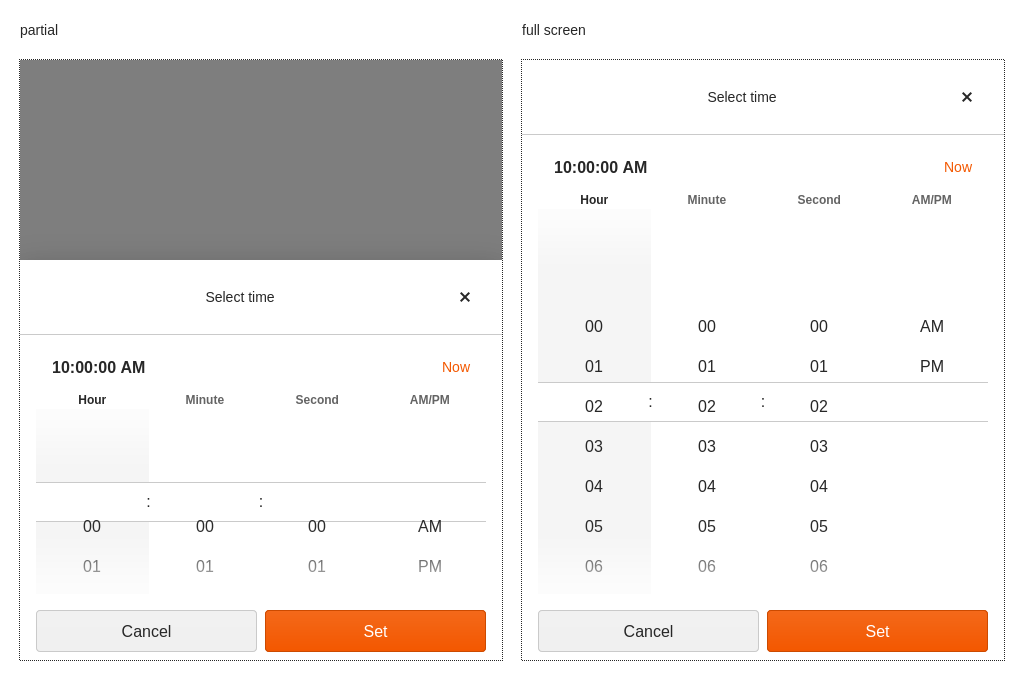 partial
Select time ✕
10:00:00 AM Now
Hour Minute Second AM/PM
: :
00 00 00 AM
01 01 01 PM
Cancel Set
full screen
Select time ✕
10:00:00 AM Now
Hour Minute Second AM/PM
00 00 00 AM
01 01 01 PM
02 : 02 : 02
03 03 03
04 04 04
05 05 05
06 06 06
Cancel Set